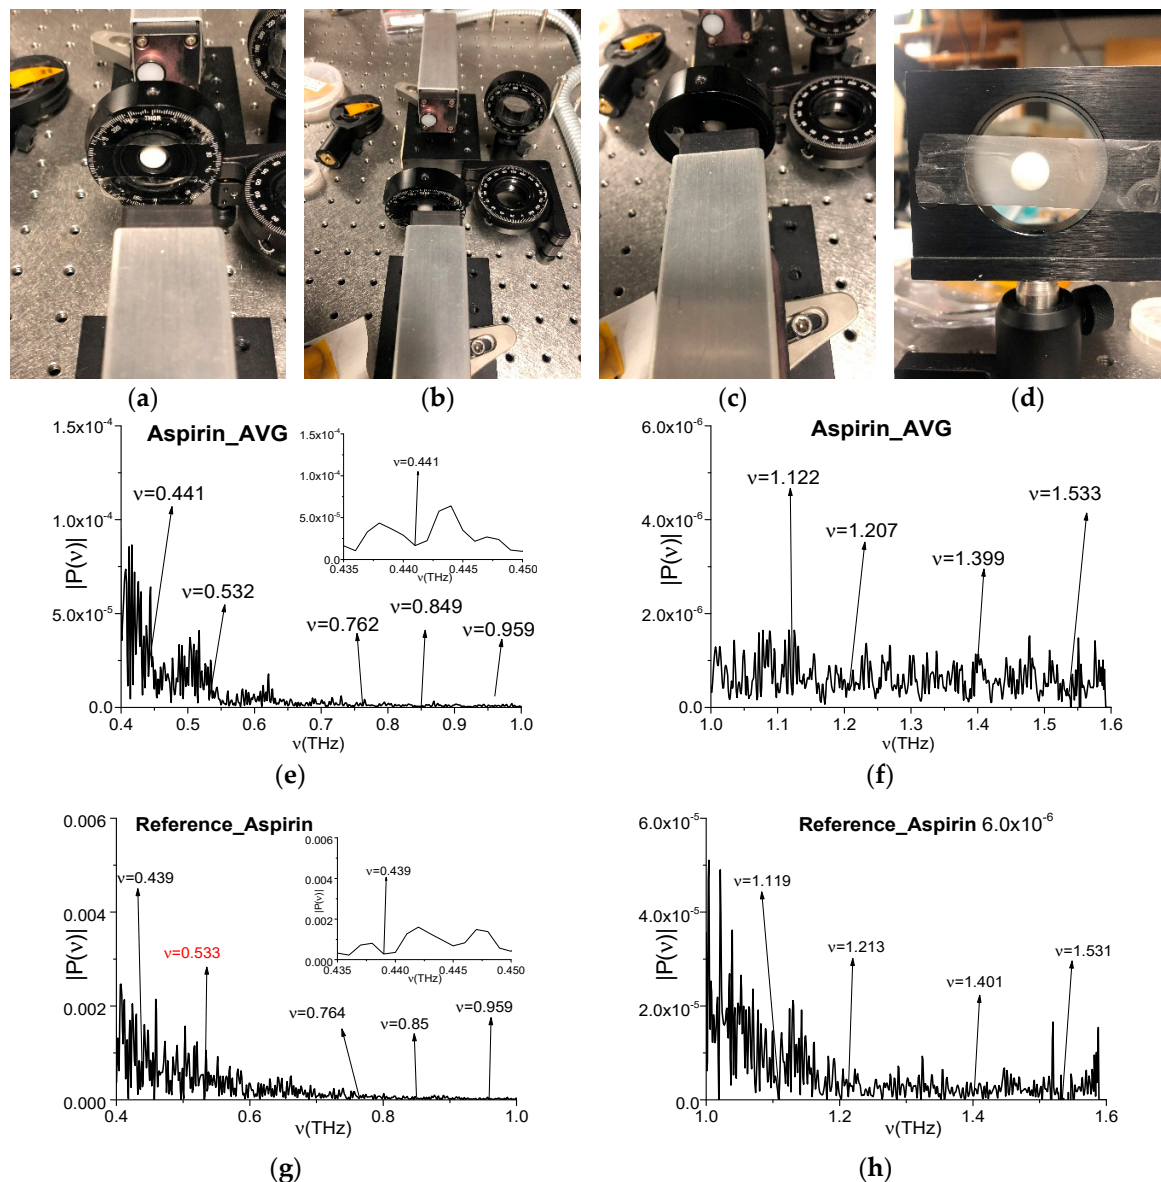 THOR
(a)
(b)
(c)
(d)
Aspirin_AVG
1.5x10⁻⁴
1.0x10⁻⁴
5.0x10⁻⁵
0.0
|P(ν)|
ν=0.441
ν=0.532
ν=0.762
ν=0.849
ν=0.959
1.5x10⁻⁴
1.0x10⁻⁴
5.0x10⁻⁵
0.0
|P(ν)|
ν=0.441
0.435 0.440 0.445 0.450
ν(THz)
0.4 0.5 0.6 0.7 0.8 0.9 1.0
ν(THz)
(e)
Aspirin_AVG
6.0x10⁻⁶
4.0x10⁻⁶
2.0x10⁻⁶
0.0
|P(ν)|
ν=1.122
ν=1.207
ν=1.399
ν=1.533
1.0 1.1 1.2 1.3 1.4 1.5 1.6
ν(THz)
(f)
Reference_Aspirin
0.006
0.004
0.002
0.000
|P(ν)|
ν=0.439
ν=0.533
ν=0.764
ν=0.85
ν=0.959
0.006
0.004
0.002
0.000
|P(ν)|
ν=0.439
0.435 0.440 0.445 0.450
ν(THz)
0.4 0.6 0.8 1.0
ν(THz)
(g)
Reference_Aspirin 6.0x10⁻⁶
6.0x10⁻⁵
4.0x10⁻⁵
2.0x10⁻⁵
0.0
|P(ν)|
ν=1.119
ν=1.213
ν=1.401
ν=1.531
1.0 1.2 1.4 1.6
ν(THz)
(h)